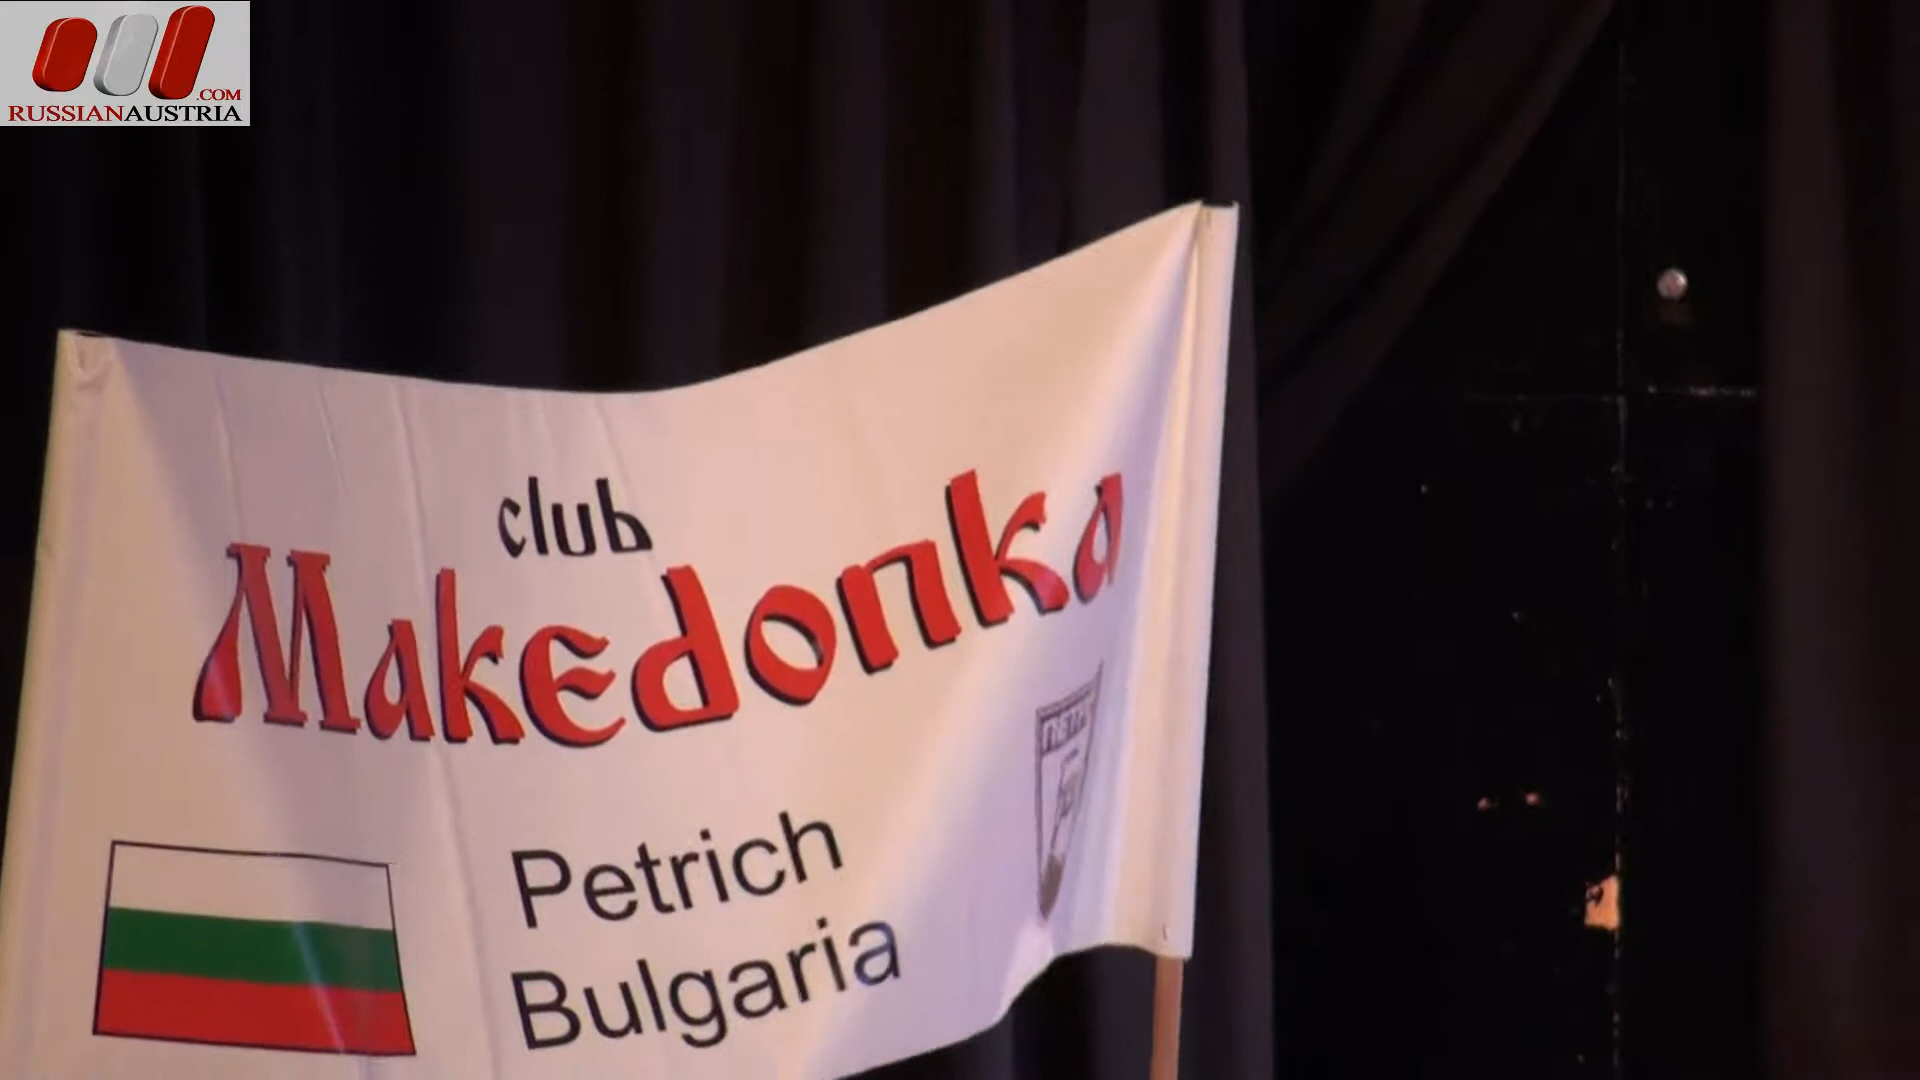 .COM
RUSSIANAUSTRIA
club
Makedonka
Petrich
Bulgaria